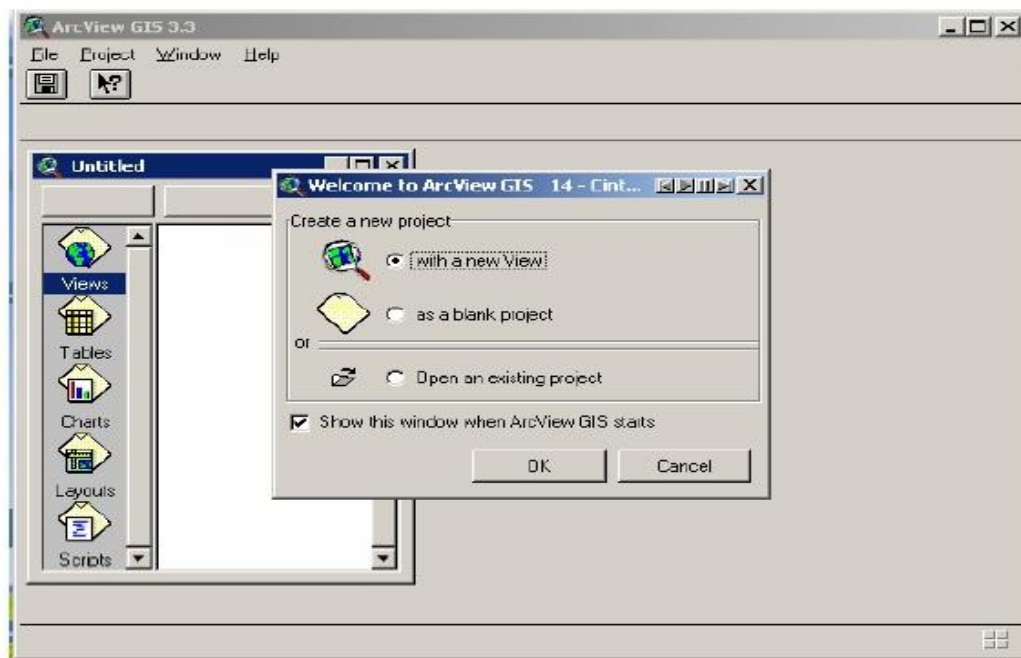 ArcView GIS 3.3
File Project Window Help
Untitled
Welcome to ArcView GIS 14 - Cint...
Create a new project
with a new View
as a blank project
or
Open an existing project
Show this window when ArcView GIS starts
OK Cancel
Views
Tables
Charts
Layouts
Scripts